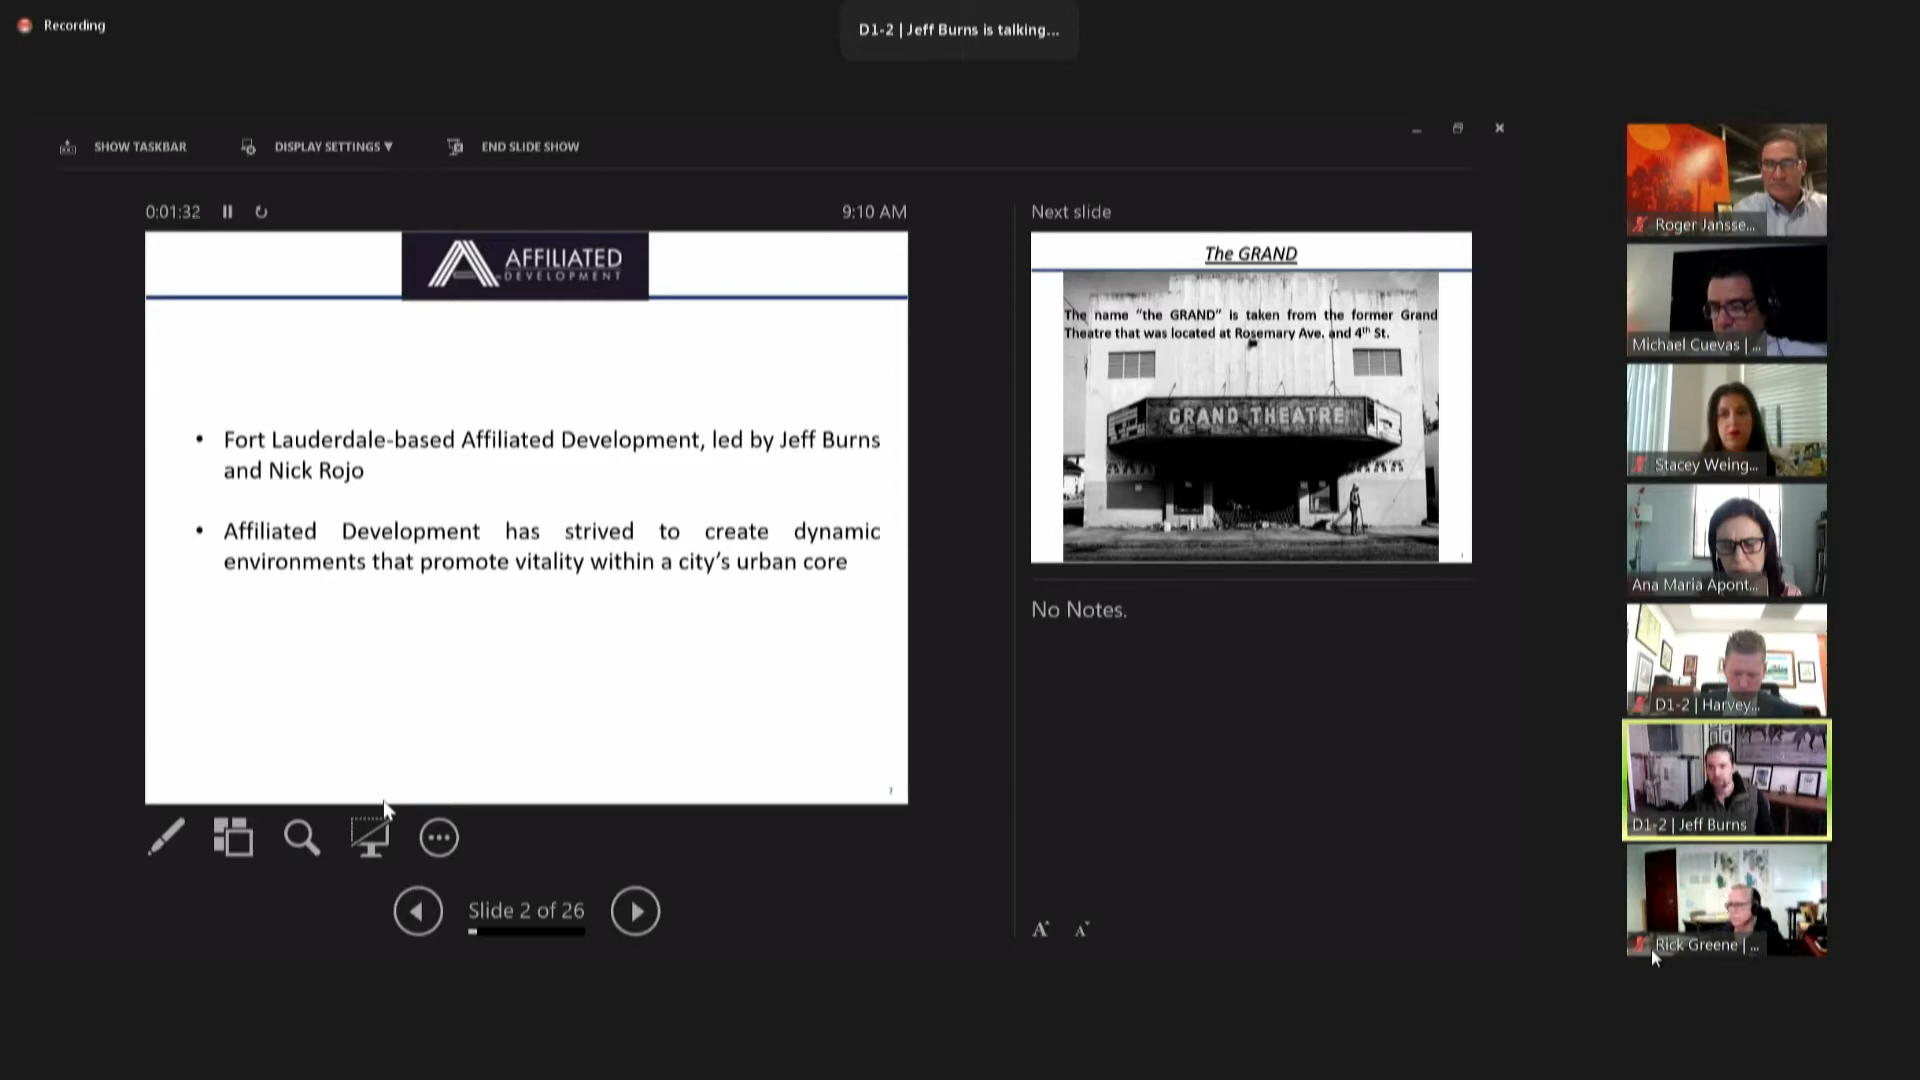 Recording
D1-2 | Jeff Burns is talking...
SHOW TASKBAR
DISPLAY SETTINGS ▼
END SLIDE SHOW
0:01:32
9:10 AM
Next slide
AFFILIATED
DEVELOPMENT
• Fort Lauderdale-based Affiliated Development, led by Jeff Burns
and Nick Rojo
• Affiliated Development has strived to create dynamic
environments that promote vitality within a city's urban core
The GRAND
The name "the GRAND" is taken from the former Grand
Theatre that was located at Rosemary Ave. and 4th St.
GRAND THEATRE
No Notes.
Slide 2 of 26
A A
Roger Jansse...
Michael Cuevas | ...
Stacey Weing...
Ana Maria Apont...
D1-2 | Harvey...
D1-2 | Jeff Burns
Rick Greene | ...